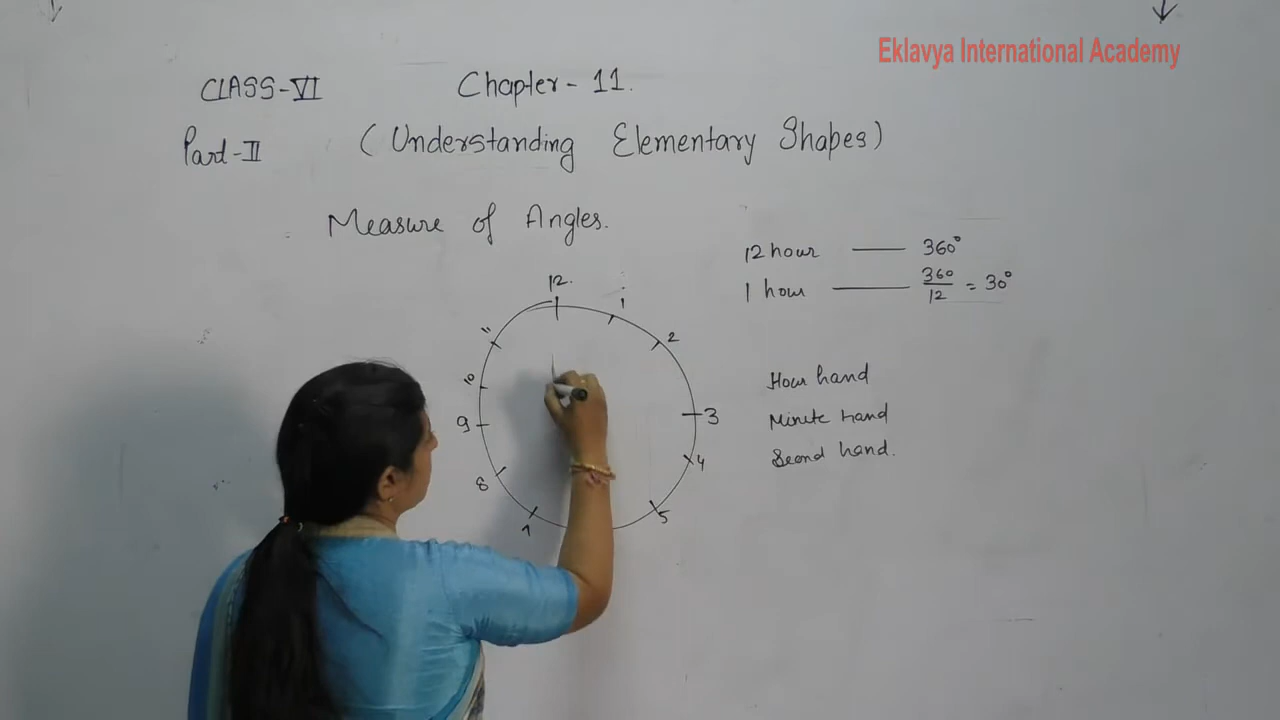 Eklavya International Academy
CLASS-VI Chapter - 11.
Part-II (Understanding Elementary Shapes)
Measure of Angles.
12 hour — 360°
1 hour — 360/12 = 30°
12.
1
2
3
4
5
7
8
9
10
11
Hour hand
Minute hand
Second hand.